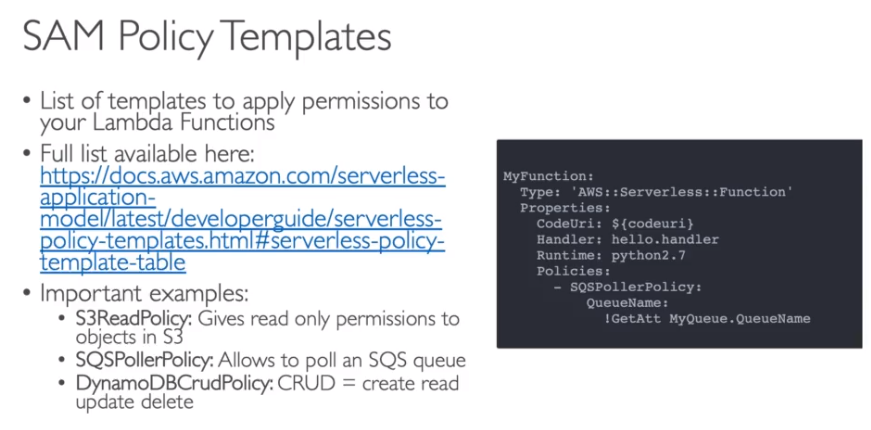 SAM Policy Templates
• List of templates to apply permissions to
your Lambda Functions
• Full list available here:
https://docs.aws.amazon.com/serverless-
application-
model/latest/developerguide/serverless-
policy-templates.html#serverless-policy-
template-table
• Important examples:
• S3ReadPolicy: Gives read only permissions to
objects in S3
• SQSPollerPolicy: Allows to poll an SQS queue
• DynamoDBCrudPolicy: CRUD = create read
update delete
MyFunction:
Type: 'AWS::Serverless::Function'
Properties:
CodeUri: ${codeuri}
Handler: hello.handler
Runtime: python2.7
Policies:
- SQSPollerPolicy:
QueueName:
!GetAtt MyQueue.QueueName